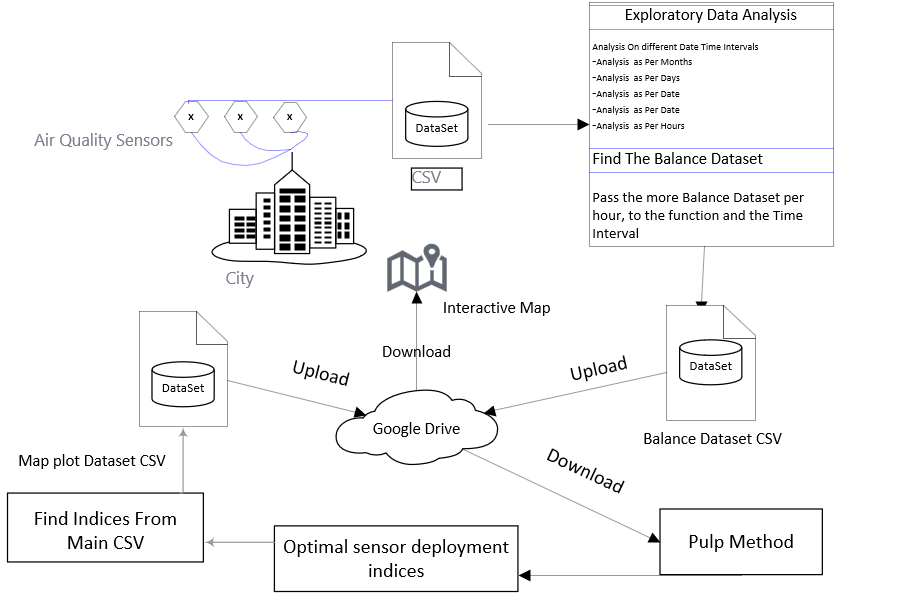 Exploratory Data Analysis
Analysis On different Date Time Intervals
-Analysis as Per Months
-Analysis as Per Days
-Analysis as Per Date
-Analysis as Per Date
-Analysis as Per Hours
Find The Balance Dataset
Pass the more Balance Dataset per
hour, to the function and the Time
Interval
x x x
Air Quality Sensors
DataSet
CSV
City
Interactive Map
Download
DataSet
Upload
Upload
DataSet
Google Drive
Balance Dataset CSV
Map plot Dataset CSV
Download
Find Indices From
Main CSV
Optimal sensor deployment
indices
Pulp Method